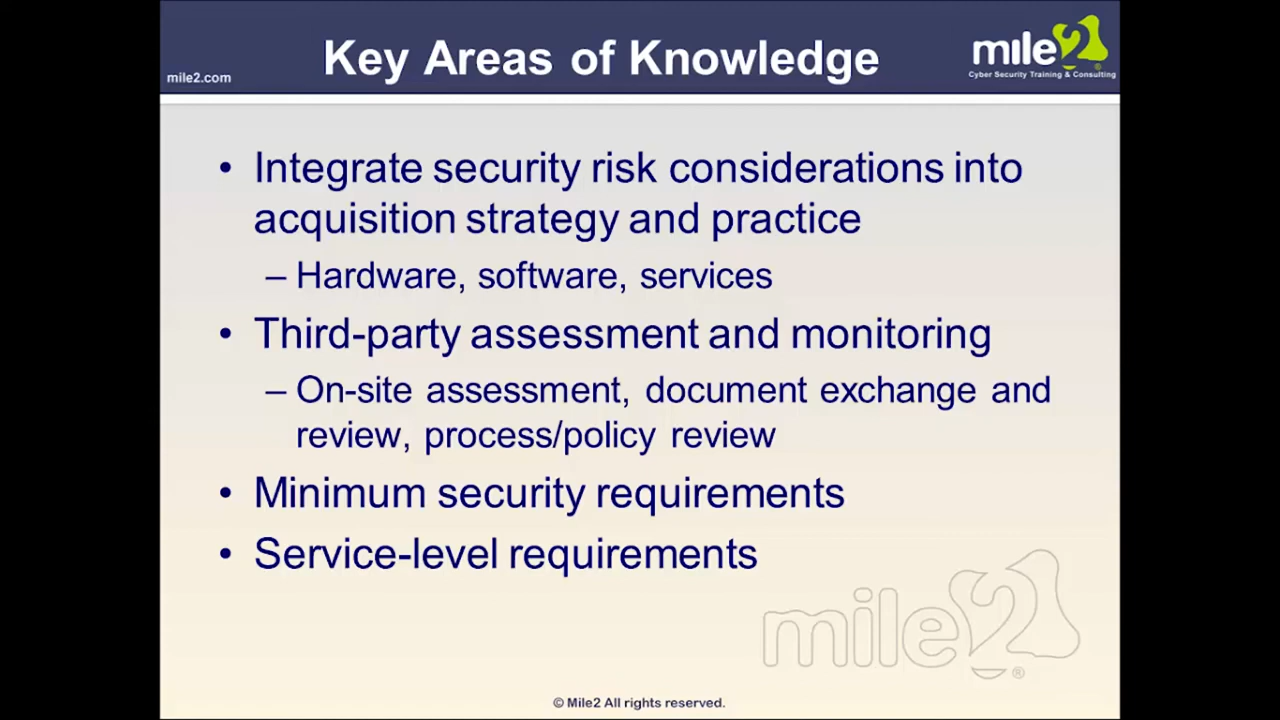 Key Areas of Knowledge
mile2.com
mile2
Cyber Security Training & Consulting
• Integrate security risk considerations into
acquisition strategy and practice
– Hardware, software, services
• Third-party assessment and monitoring
– On-site assessment, document exchange and
review, process/policy review
• Minimum security requirements
• Service-level requirements
mile2®
© Mile2 All rights reserved.